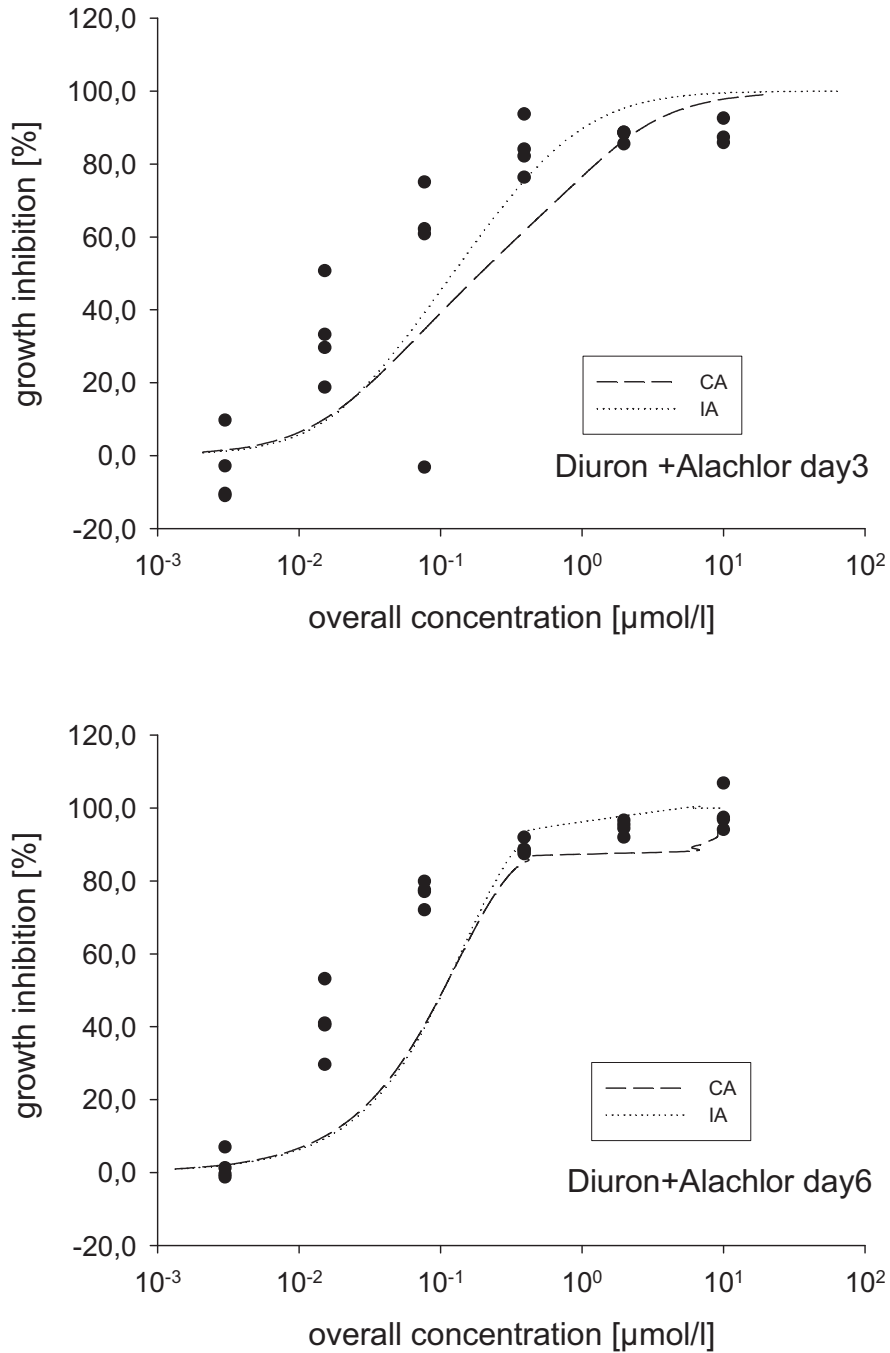 120,0
100,0
80,0
60,0
40,0
20,0
0,0
-20,0
growth inhibition [%]
CA
IA
Diuron +Alachlor day3
10-3 10-2 10-1 100 101 102
overall concentration [µmol/l]
120,0
100,0
80,0
60,0
40,0
20,0
0,0
-20,0
growth inhibition [%]
CA
IA
Diuron+Alachlor day6
10-3 10-2 10-1 100 101 102
overall concentration [µmol/l]